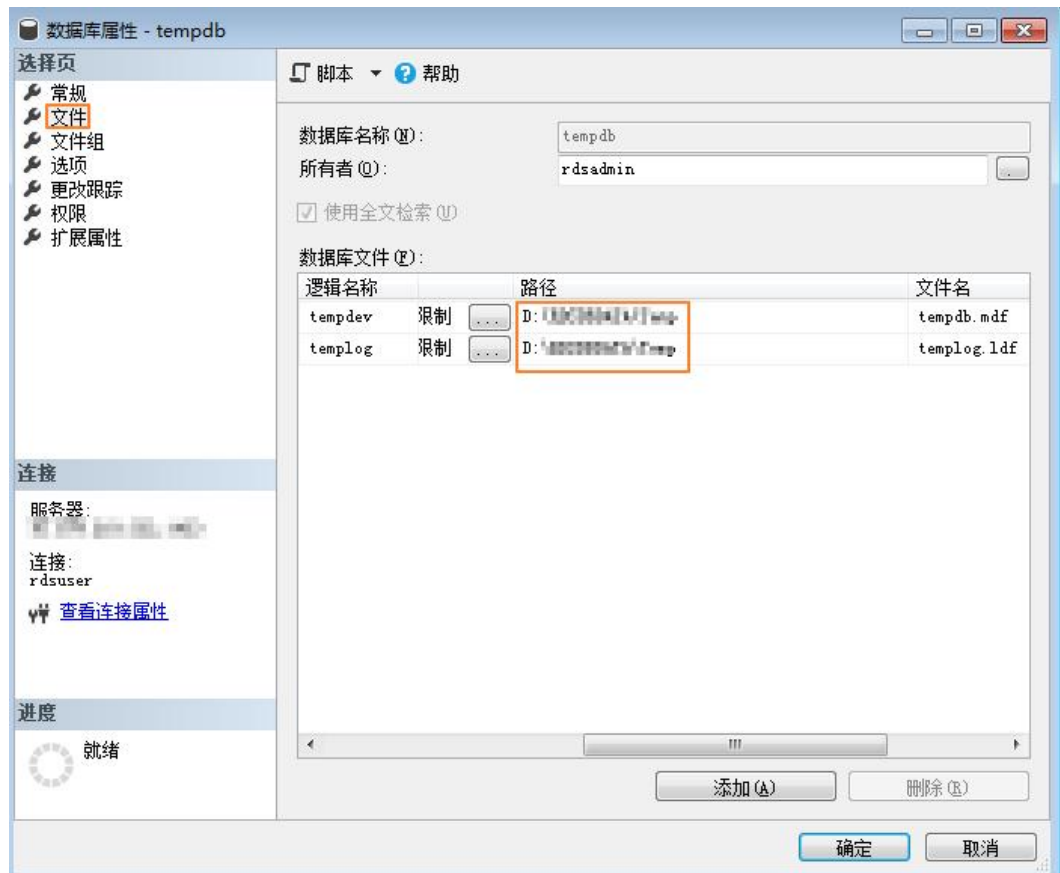 数据库属性 - tempdb
选择页
常规
文件
文件组
选项
更改跟踪
权限
扩展属性
连接
服务器:
连接:
rdsuser
查看连接属性
进度
就绪
脚本 帮助
数据库名称(N): tempdb
所有者(O): rdsadmin
使用全文检索(U)
数据库文件(F):
逻辑名称 路径 文件名
tempdev 限制 ... D: tempdb.mdf
templog 限制 ... D: templog.ldf
添加(A) 删除(R)
确定 取消